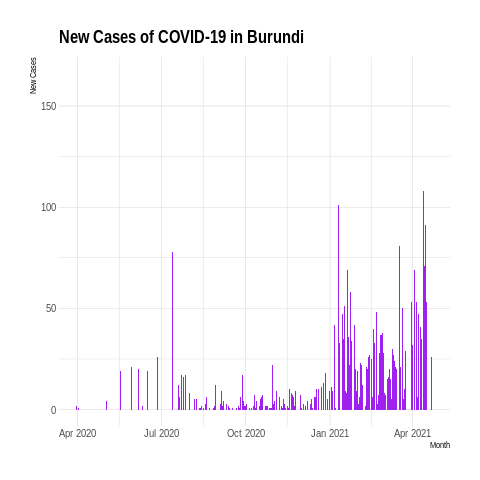 New Cases of COVID-19 in Burundi
New Cases
150
100
50
0
Apr 2020 Jul 2020 Oct 2020 Jan 2021 Apr 2021
Month